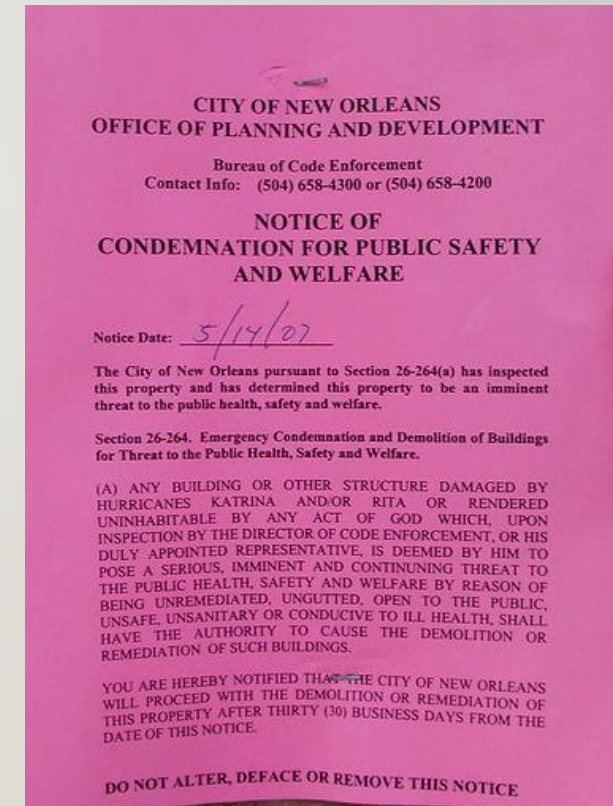 CITY OF NEW ORLEANS
OFFICE OF PLANNING AND DEVELOPMENT
Bureau of Code Enforcement
Contact Info: (504) 658-4300 or (504) 658-4200
NOTICE OF
CONDEMNATION FOR PUBLIC SAFETY
AND WELFARE
Notice Date: 5/14/07
The City of New Orleans pursuant to Section 26-264(a) has inspected
this property and has determined this property to be an imminent
threat to the public health, safety and welfare.
Section 26-264. Emergency Condemnation and Demolition of Buildings
for Threat to the Public Health, Safety and Welfare.
(A) ANY BUILDING OR OTHER STRUCTURE DAMAGED BY
HURRICANES KATRINA AND/OR RITA OR RENDERED
UNINHABITABLE BY ANY ACT OF GOD WHICH, UPON
INSPECTION BY THE DIRECTOR OF CODE ENFORCEMENT, OR HIS
DULY APPOINTED REPRESENTATIVE, IS DEEMED BY HIM TO
POSE A SERIOUS, IMMINENT AND CONTINUNING THREAT TO
THE PUBLIC HEALTH, SAFETY AND WELFARE BY REASON OF
BEING UNREMEDIATED, UNGUTTED, OPEN TO THE PUBLIC,
UNSAFE, UNSANITARY OR CONDUCIVE TO ILL HEALTH, SHALL
HAVE THE AUTHORITY TO CAUSE THE DEMOLITION OR
REMEDIATION OF SUCH BUILDINGS.
YOU ARE HEREBY NOTIFIED THAT THE CITY OF NEW ORLEANS
WILL PROCEED WITH THE DEMOLITION OR REMEDIATION OF
THIS PROPERTY AFTER THIRTY (30) BUSINESS DAYS FROM THE
DATE OF THIS NOTICE.
DO NOT ALTER, DEFACE OR REMOVE THIS NOTICE